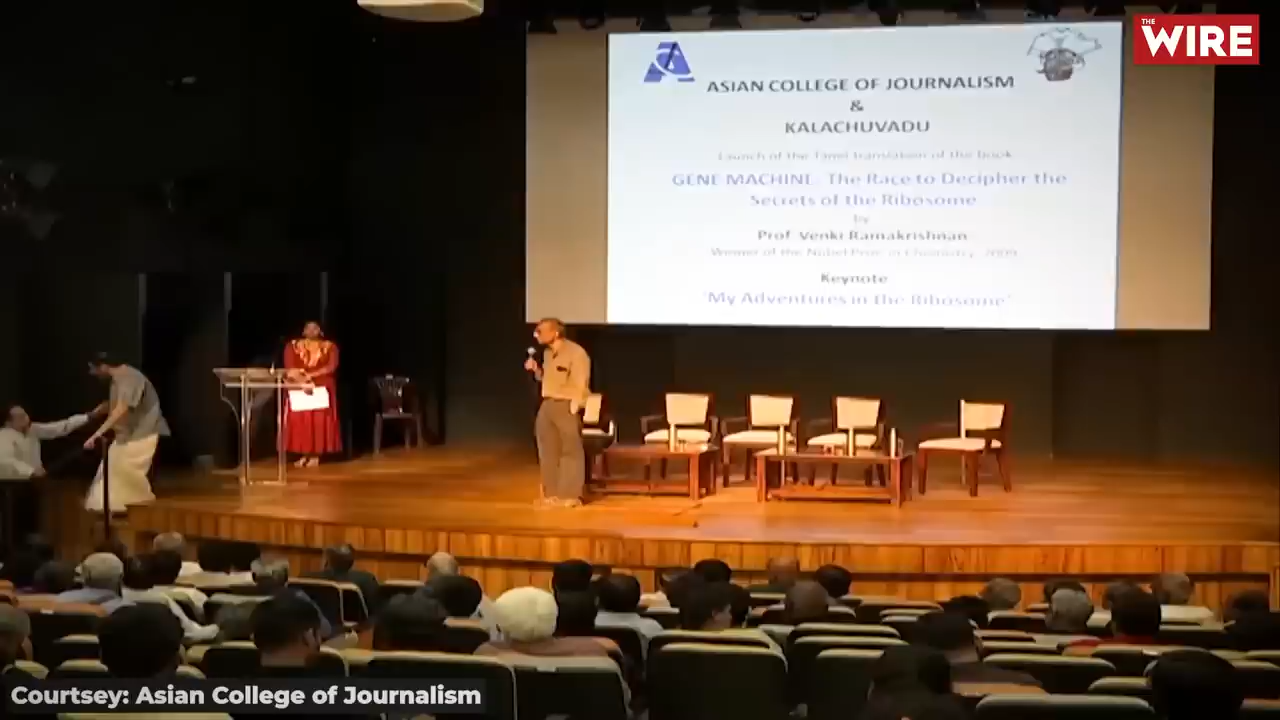 THE
WIRE
ASIAN COLLEGE OF JOURNALISM
&
KALACHUVADU
Launch of the Tamil translation of the book
GENE MACHINE: The Race to Decipher the
Secrets of the Ribosome
by
Prof. Venki Ramakrishnan
Winner of the Nobel Prize in Chemistry, 2009
Keynote
'My Adventures in the Ribosome'
Courtsey: Asian College of Journalism